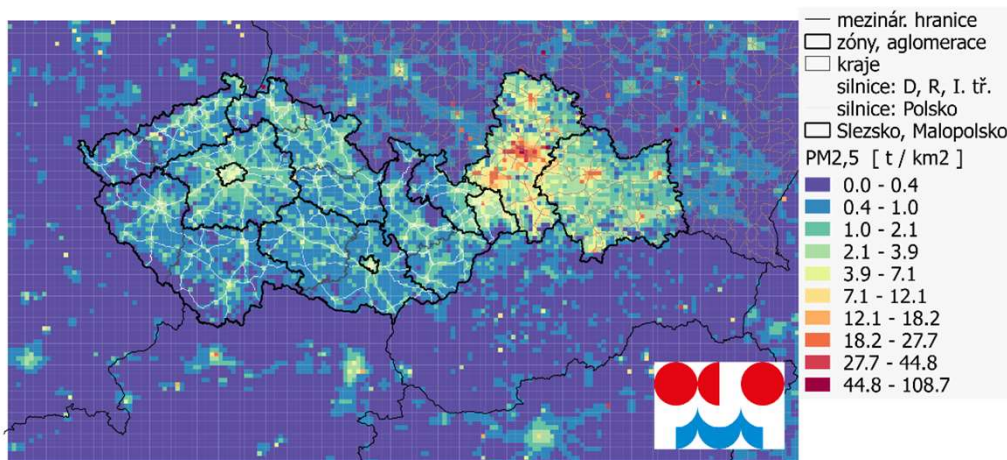 mezinár. hranice
zóny, aglomerace
kraje
silnice: D, R, I. tř.
silnice: Polsko
Slezsko, Malopolsko
PM2,5 [ t / km2 ]
0.0 - 0.4
0.4 - 1.0
1.0 - 2.1
2.1 - 3.9
3.9 - 7.1
7.1 - 12.1
12.1 - 18.2
18.2 - 27.7
27.7 - 44.8
44.8 - 108.7